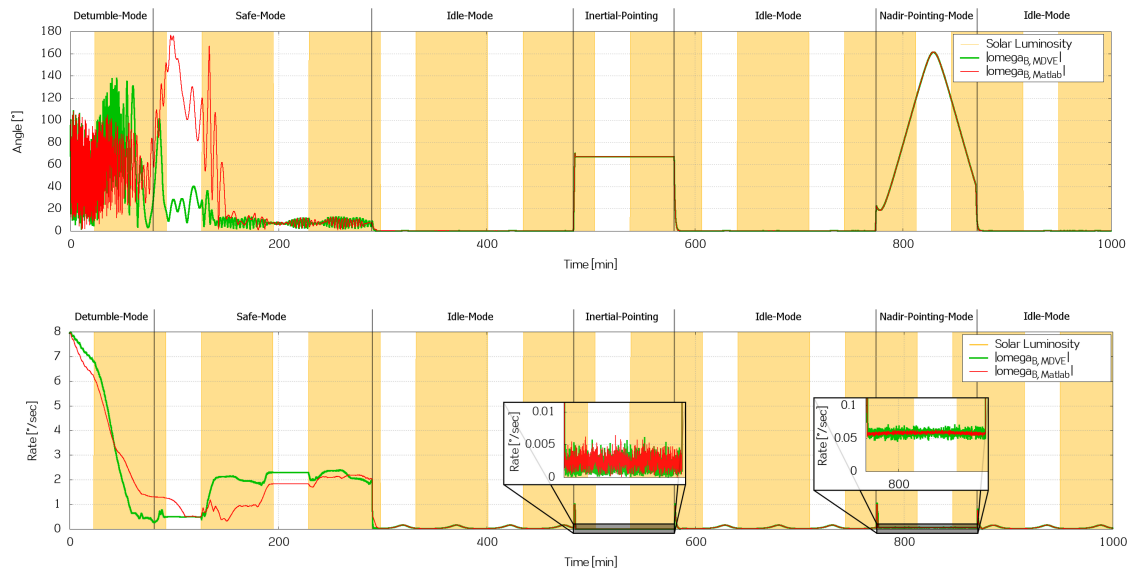 Detumble-Mode Safe-Mode Idle-Mode Inertial-Pointing Idle-Mode Nadir-Pointing-Mode Idle-Mode
180
160
140
120
100
80
60
40
20
0
Angle [°]
Solar Luminosity
|omega_B, MDVE|
|omega_B, Matlab|
0 200 400 600 800 1000
Time [min]
Detumble-Mode Safe-Mode Idle-Mode Inertial-Pointing Idle-Mode Nadir-Pointing-Mode Idle-Mode
8
7
6
5
4
3
2
1
0
Rate [°/sec]
Solar Luminosity
|omega_B, MDVE|
|omega_B, Matlab|
0.01
0.005
0
Rate [°/sec]
0.1
0.05
0
Rate [°/sec]
800
0 200 400 600 800 1000
Time [min]